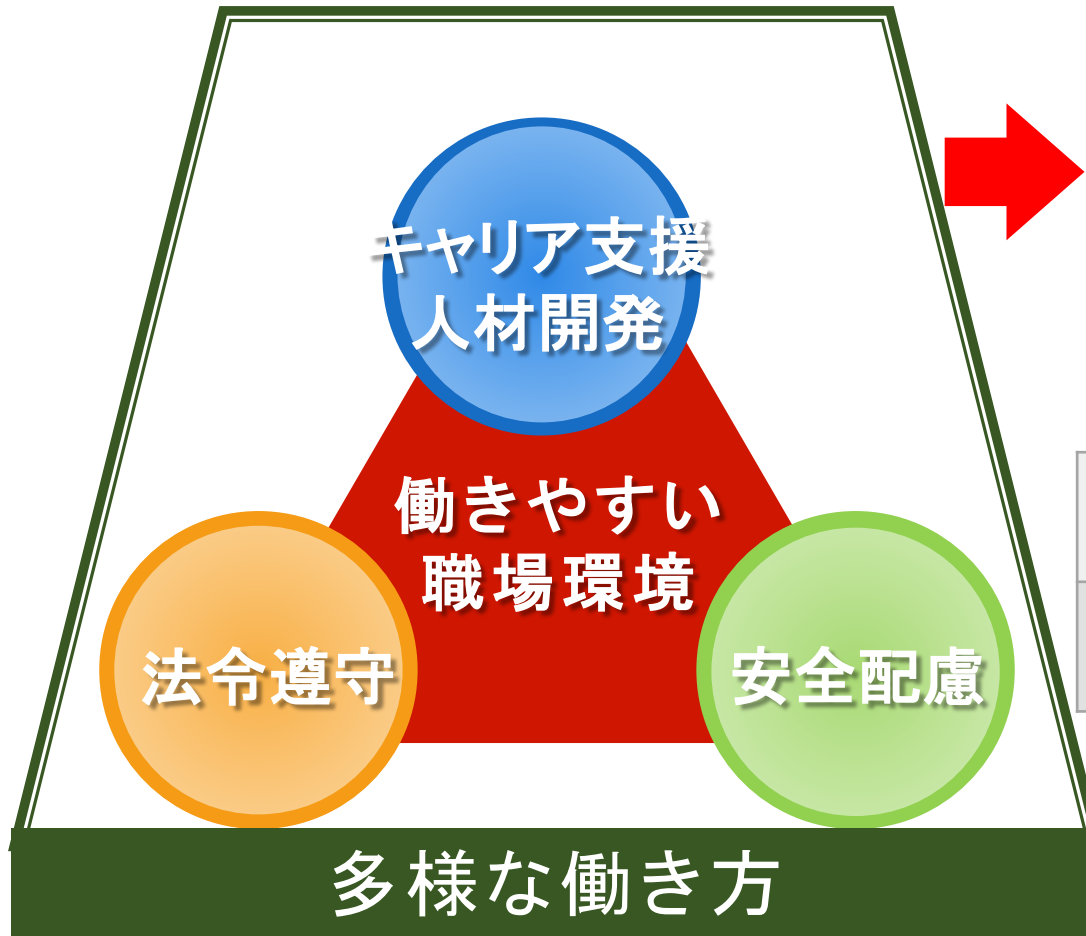 キャリア支援
人材開発
働きやすい
職場環境
法令遵守
安全配慮
多様な働き方